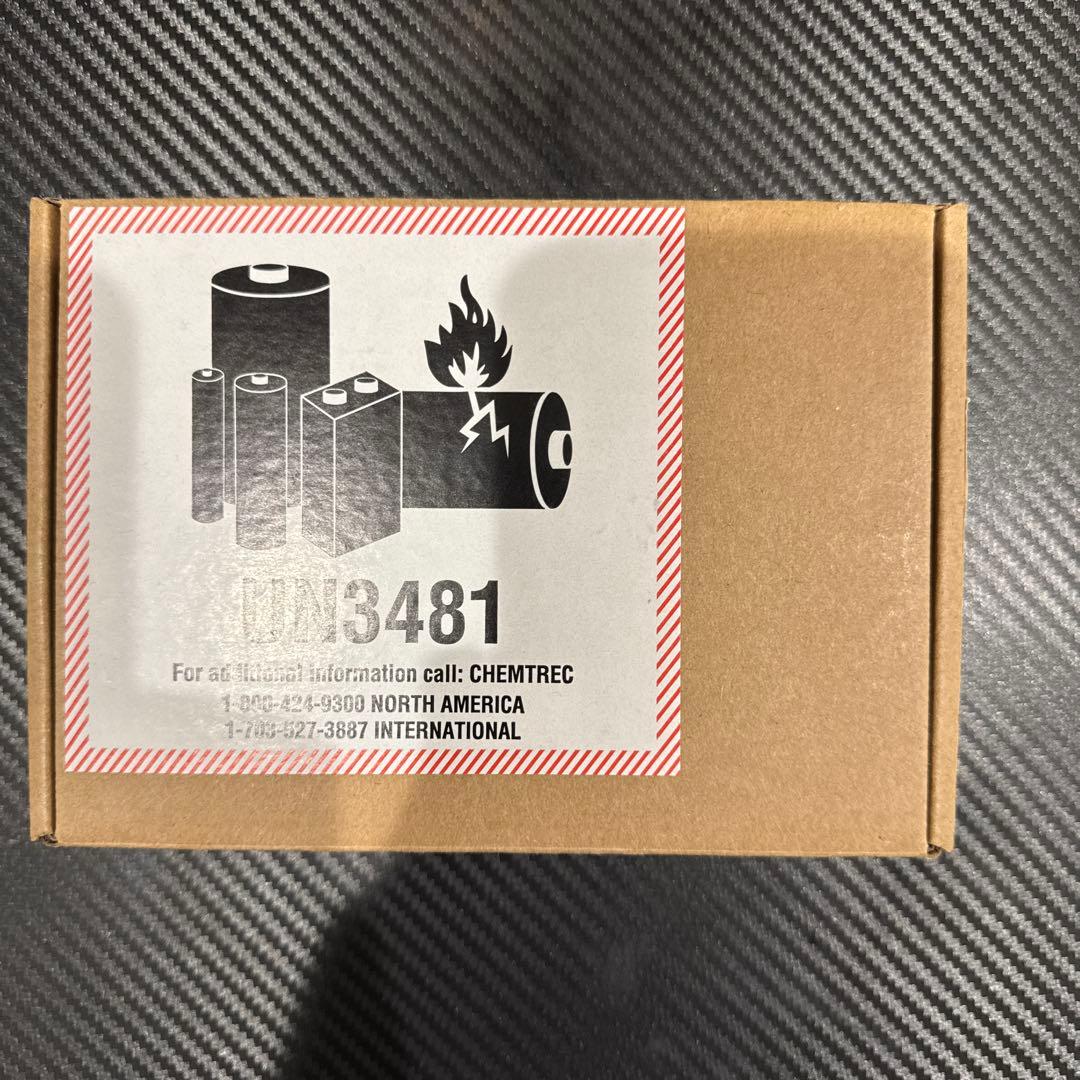 UN3481
For additional information call: CHEMTREC
1-800-424-9300 NORTH AMERICA
1-703-527-3887 INTERNATIONAL